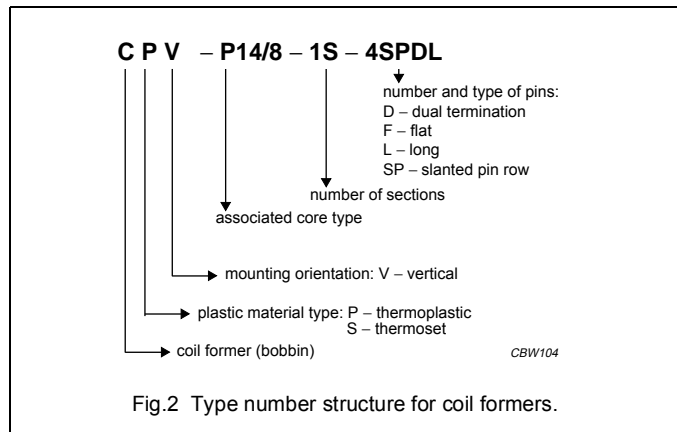 C P V – P14/8 – 1S – 4SPDL
number and type of pins:
D – dual termination
F – flat
L – long
SP – slanted pin row
number of sections
associated core type
mounting orientation: V – vertical
plastic material type: P – thermoplastic
S – thermoset
coil former (bobbin)
CBW104
Fig.2 Type number structure for coil formers.